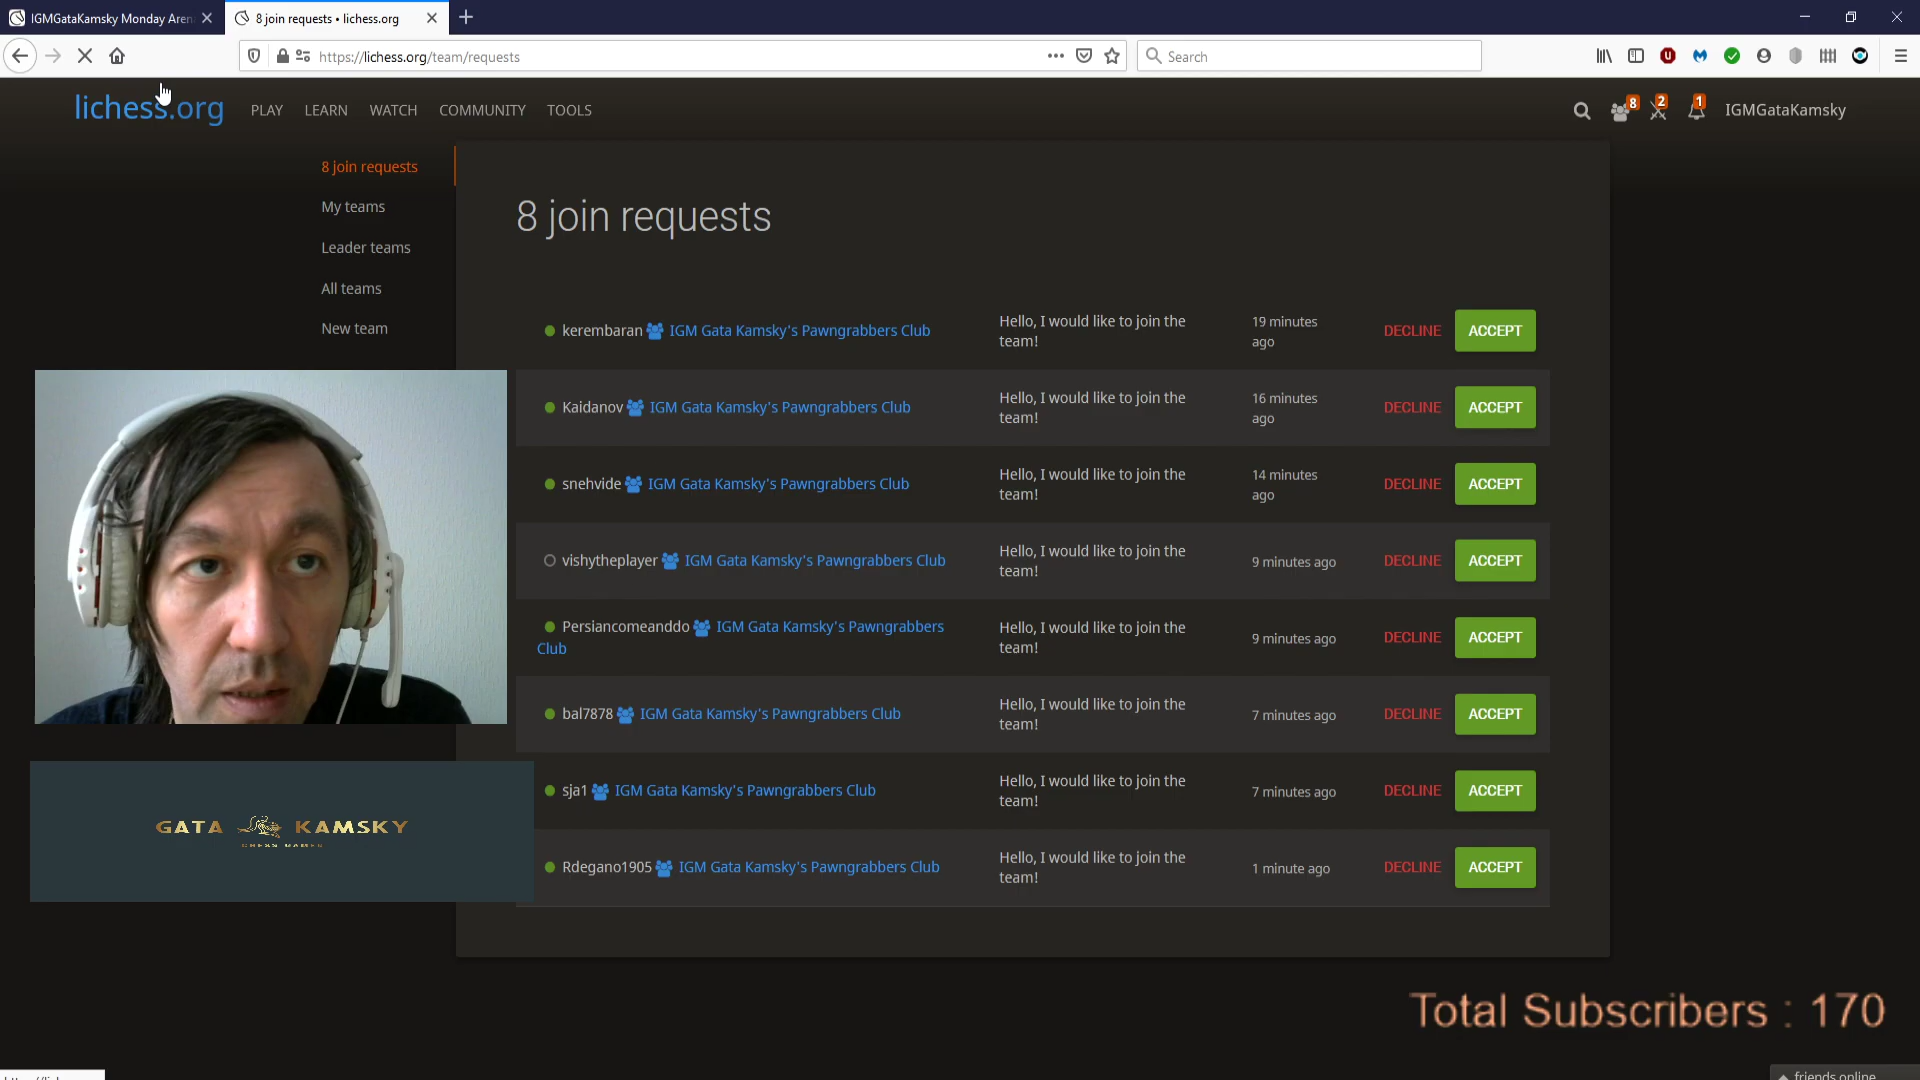 IGMGataKamsky Monday Aren
8 join requests • lichess.org
https://lichess.org/team/requests
Search
lichess.org
PLAY
LEARN
WATCH
COMMUNITY
TOOLS
8
2
1
IGMGataKamsky
8 join requests
My teams
Leader teams
All teams
New team
8 join requests
kerembaran IGM Gata Kamsky's Pawngrabbers Club
Hello, I would like to join the
team!
19 minutes
ago
DECLINE
ACCEPT
Kaidanov IGM Gata Kamsky's Pawngrabbers Club
Hello, I would like to join the
team!
16 minutes
ago
DECLINE
ACCEPT
snehvide IGM Gata Kamsky's Pawngrabbers Club
Hello, I would like to join the
team!
14 minutes
ago
DECLINE
ACCEPT
vishytheplayer IGM Gata Kamsky's Pawngrabbers Club
Hello, I would like to join the
team!
9 minutes ago
DECLINE
ACCEPT
Persiancomeanddo IGM Gata Kamsky's Pawngrabbers
Club
Hello, I would like to join the
team!
9 minutes ago
DECLINE
ACCEPT
bal7878 IGM Gata Kamsky's Pawngrabbers Club
Hello, I would like to join the
team!
7 minutes ago
DECLINE
ACCEPT
sja1 IGM Gata Kamsky's Pawngrabbers Club
Hello, I would like to join the
team!
7 minutes ago
DECLINE
ACCEPT
Rdegano1905 IGM Gata Kamsky's Pawngrabbers Club
Hello, I would like to join the
team!
1 minute ago
DECLINE
ACCEPT
GATA KAMSKY
Total Subscribers : 170
friends online